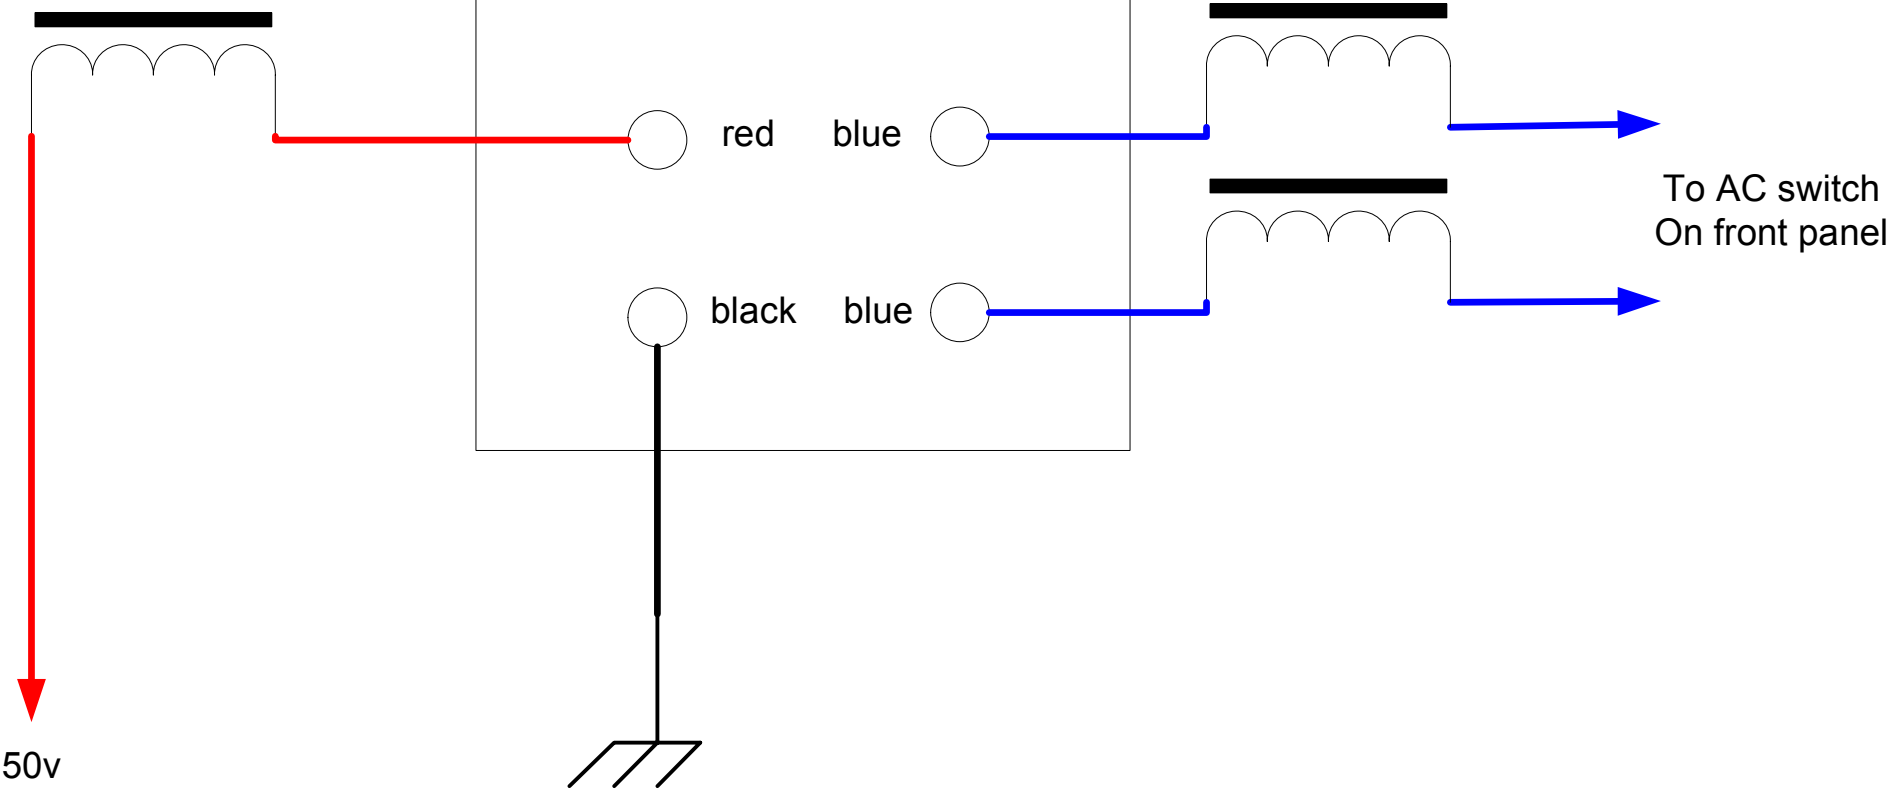 red blue
To AC switch
On front panel
black blue
50v